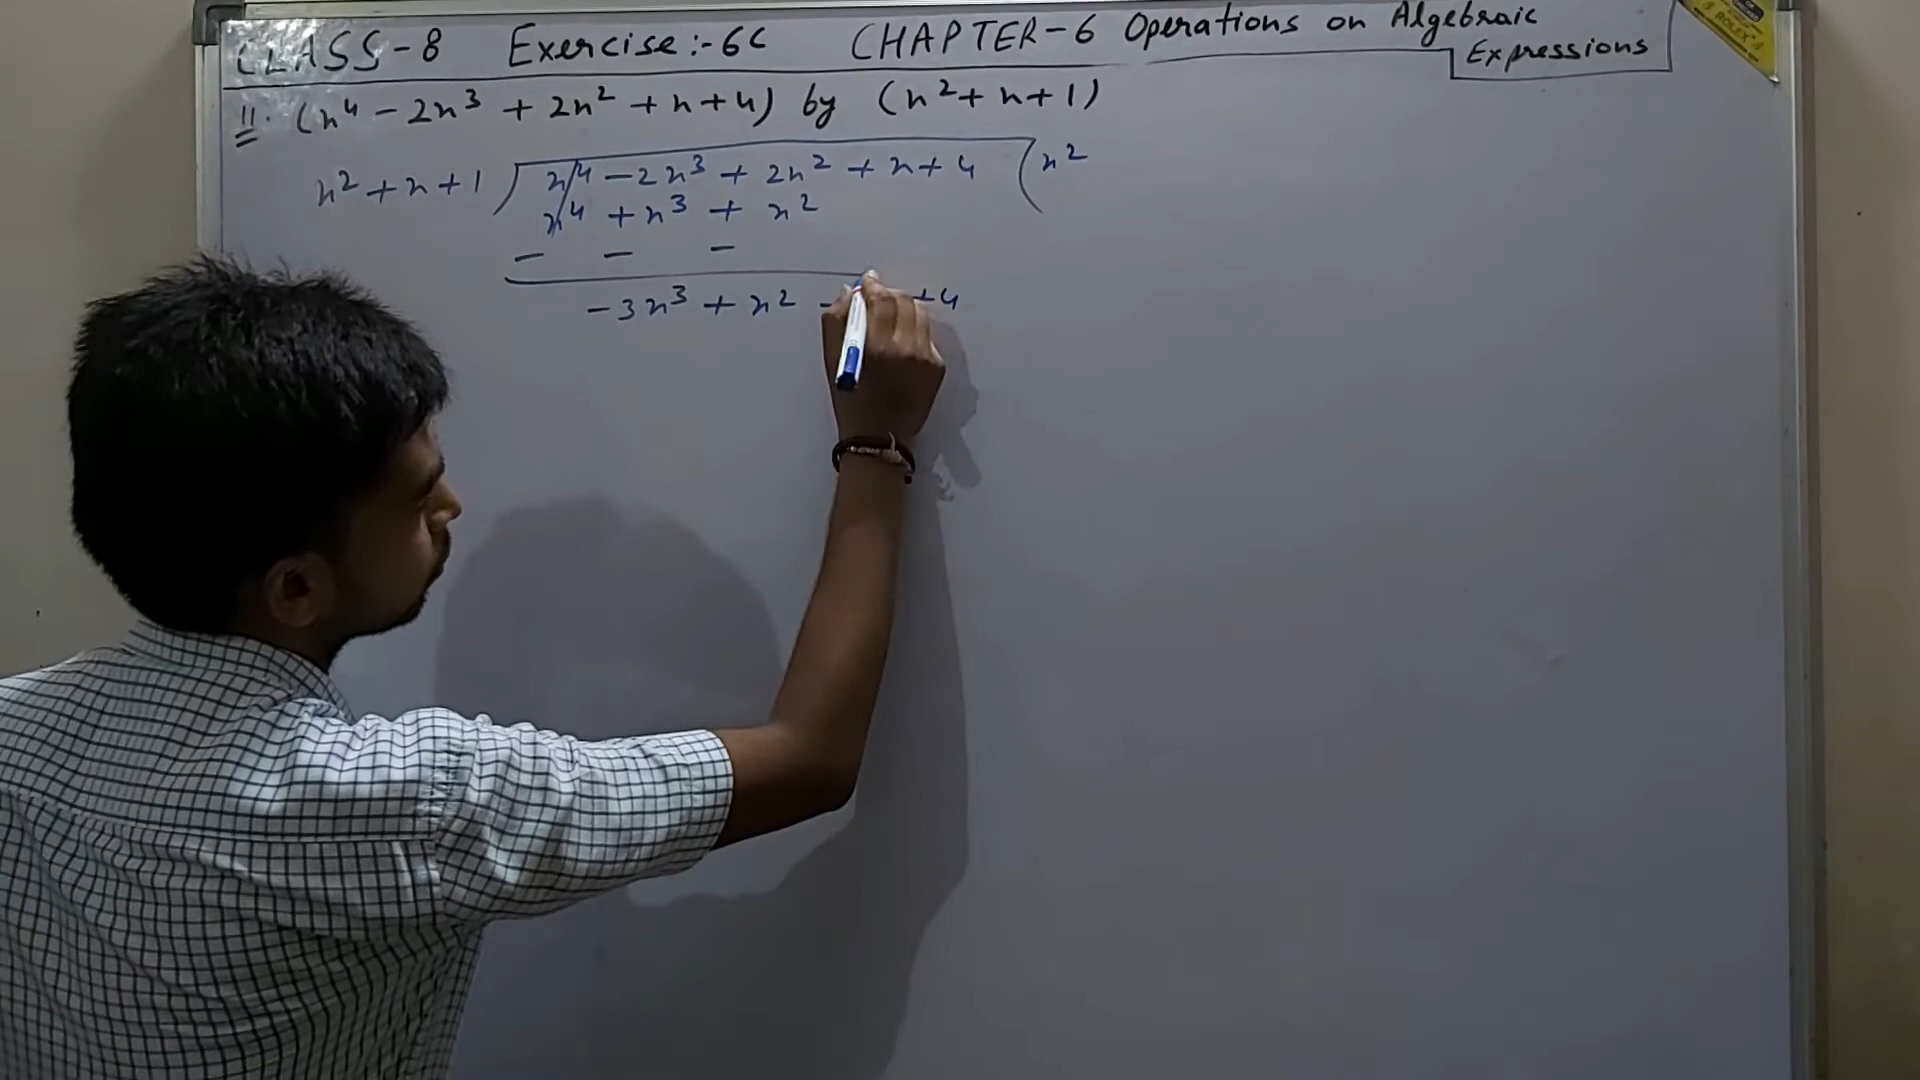 CLASS-8 Exercise:-6C CHAPTER-6 Operations on Algebraic
Expressions
11. (x⁴ - 2x³ + 2x² + x + 4) by (x² + x + 1)
x² + x + 1 ) x⁴ - 2x³ + 2x² + x + 4 ( x²
x⁴ + x³ + x²
- - -
-3x³ + x² +4